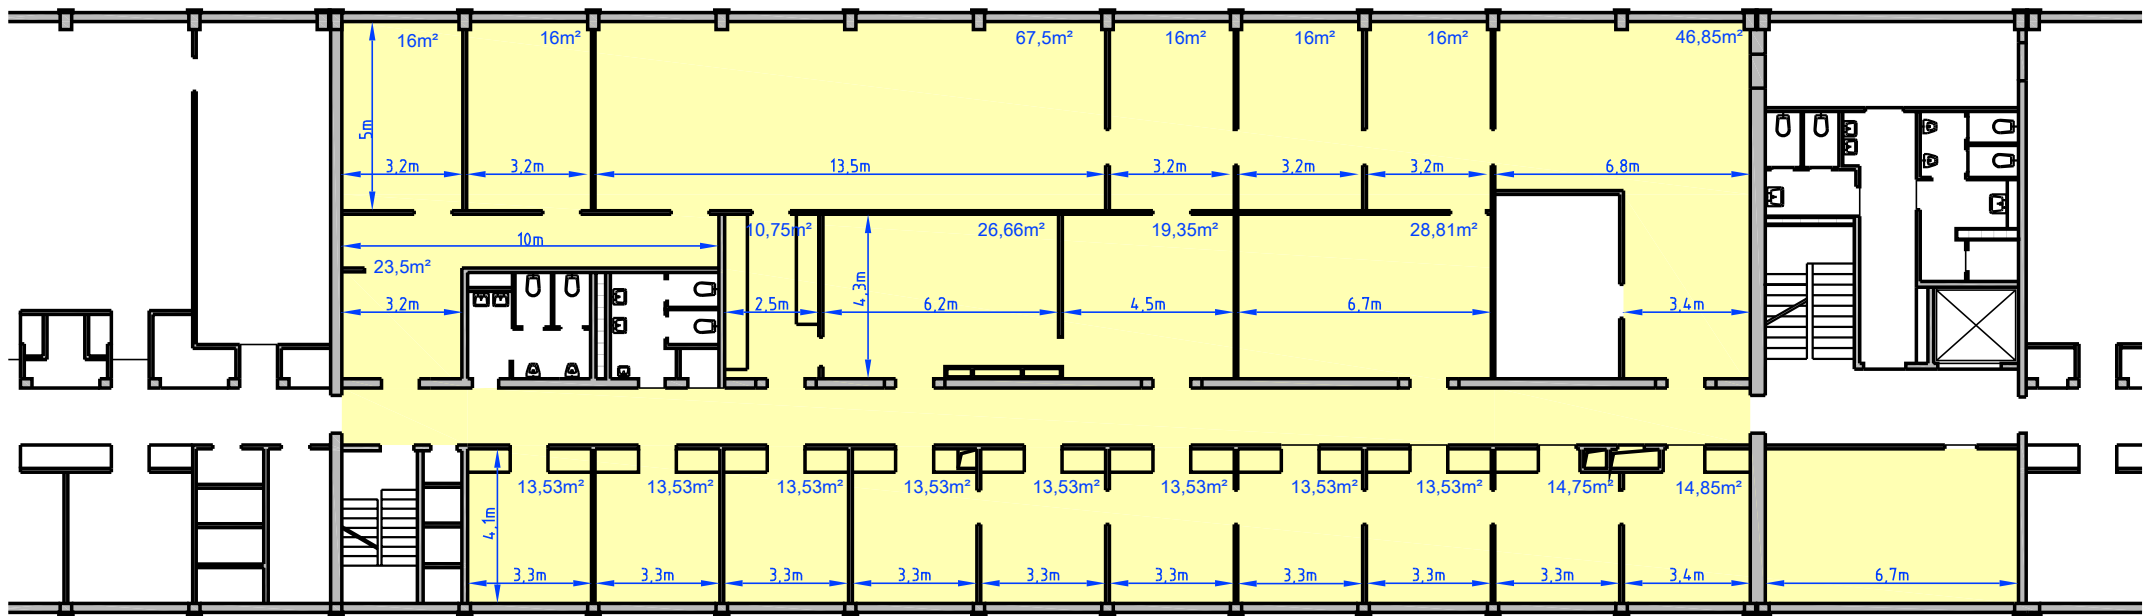 16m²
16m²
67,5m²
16m²
16m²
16m²
46,85m²
5m
3,2m
3,2m
13,5m
3,2m
3,2m
3,2m
6,8m
10m
10,75m²
26,66m²
19,35m²
28,81m²
23,5m²
4,3m
3,2m
2,5m
6,2m
4,5m
6,7m
3,4m
13,53m²
13,53m²
13,53m²
13,53m²
13,53m²
13,53m²
13,53m²
13,53m²
14,75m²
14,85m²
4,1m
3,3m
3,3m
3,3m
3,3m
3,3m
3,3m
3,3m
3,3m
3,3m
3,4m
6,7m